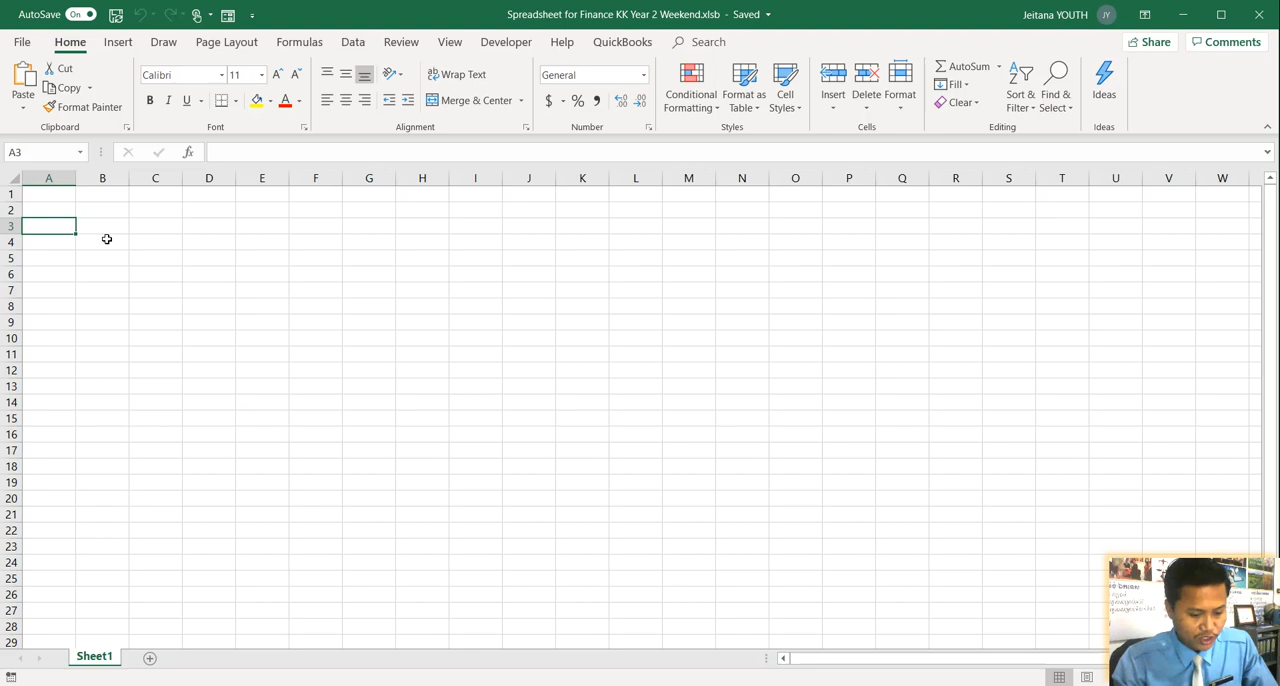 AutoSave On Spreadsheet for Finance KK Year 2 Weekend.xlsb - Saved Jeitana YOUTH JY
File Home Insert Draw Page Layout Formulas Data Review View Developer Help QuickBooks Search Share Comments
Paste Cut Copy Format Painter
Calibri 11
B I U A
Wrap Text
Merge & Center
General
$ % ,
Conditional Formatting Format as Table Cell Styles
Insert Delete Format
AutoSum Fill Clear
Sort & Filter Find & Select
Ideas
Clipboard Font Alignment Number Styles Cells Editing Ideas
A3 fx
A B C D E F G H I J K L M N O P Q R S T U V W
1
2
3
4
5
6
7
8
9
10
11
12
13
14
15
16
17
18
19
20
21
22
23
24
25
26
27
28
29
Sheet1